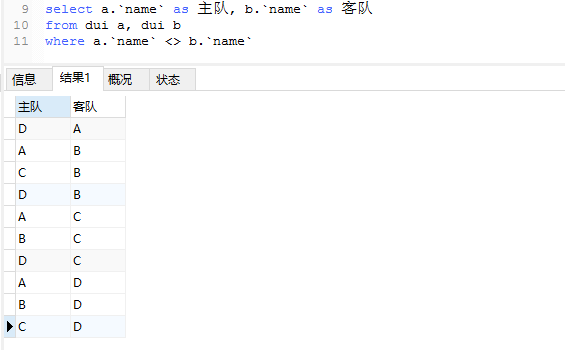 9 select a.`name` as 主队, b.`name` as 客队
10 from dui a, dui b
11 where a.`name` <> b.`name`
信息 结果1 概况 状态
主队 客队
D A
A B
C B
D B
A C
B C
D C
A D
B D
C D